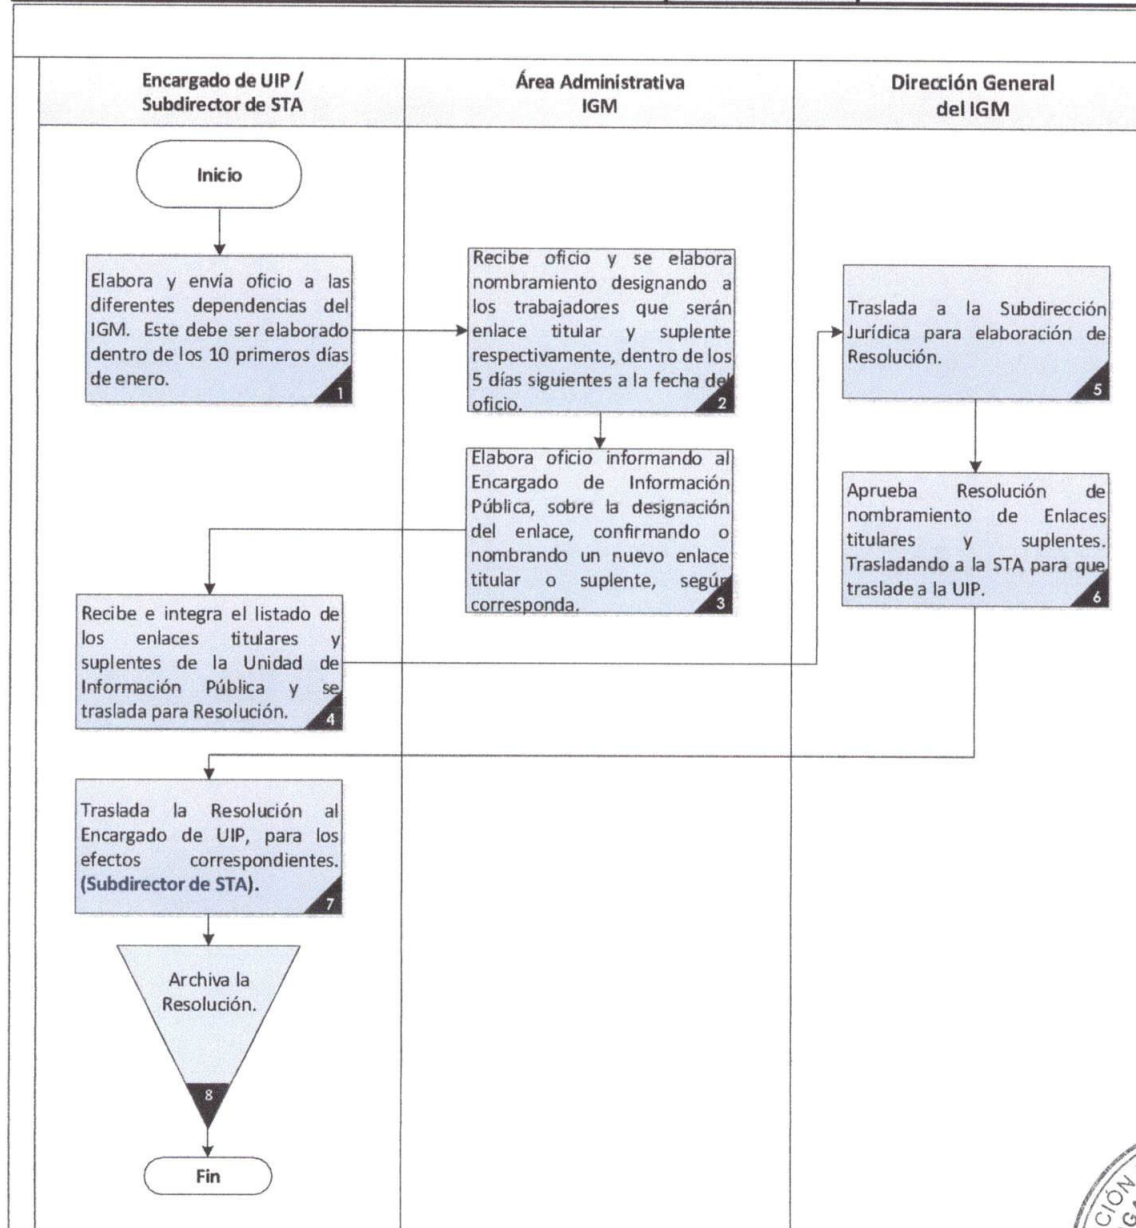 Encargado de UIP /
Subdirector de STA
Área Administrativa
IGM
Dirección General
del IGM
Inicio
Elabora y envía oficio a las
diferentes dependencias del
IGM. Este debe ser elaborado
dentro de los 10 primeros días
de enero.
1
Recibe oficio y se elabora
nombramiento designando a
los trabajadores que serán
enlace titular y suplente
respectivamente, dentro de los
5 días siguientes a la fecha del
oficio.
2
Elabora oficio informando al
Encargado de Información
Pública, sobre la designación
del enlace, confirmando o
nombrando un nuevo enlace
titular o suplente, según
corresponda.
3
Recibe e integra el listado de
los enlaces titulares y
suplentes de la Unidad de
Información Pública y se
traslada para Resolución.
4
Traslada a la Subdirección
Jurídica para elaboración de
Resolución.
5
Aprueba Resolución de
nombramiento de Enlaces
titulares y suplentes.
Trasladando a la STA para que
traslade a la UIP.
6
Traslada la Resolución al
Encargado de UIP, para los
efectos correspondientes.
(Subdirector de STA).
7
Archiva la
Resolución.
8
Fin